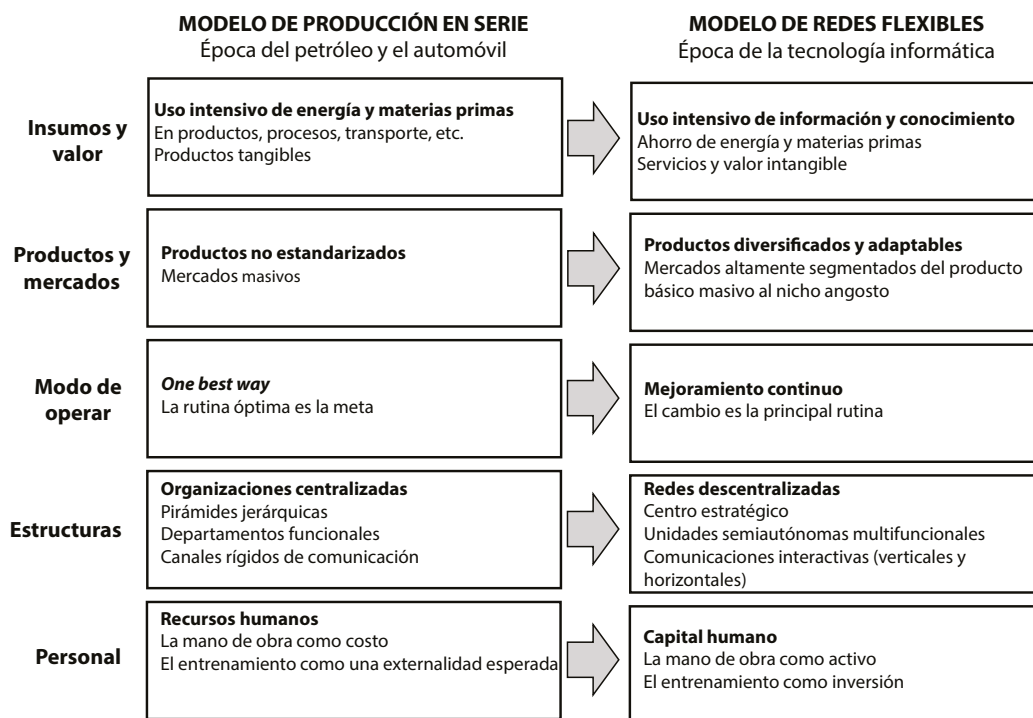 MODELO DE PRODUCCIÓN EN SERIE
Época del petróleo y el automóvil
MODELO DE REDES FLEXIBLES
Época de la tecnología informática
Insumos y
valor
Uso intensivo de energía y materias primas
En productos, procesos, transporte, etc.
Productos tangibles
Uso intensivo de información y conocimiento
Ahorro de energía y materias primas
Servicios y valor intangible
Productos y
mercados
Productos no estandarizados
Mercados masivos
Productos diversificados y adaptables
Mercados altamente segmentados del producto
básico masivo al nicho angosto
Modo de
operar
One best way
La rutina óptima es la meta
Mejoramiento continuo
El cambio es la principal rutina
Estructuras
Organizaciones centralizadas
Pirámides jerárquicas
Departamentos funcionales
Canales rígidos de comunicación
Redes descentralizadas
Centro estratégico
Unidades semiautónomas multifuncionales
Comunicaciones interactivas (verticales y
horizontales)
Personal
Recursos humanos
La mano de obra como costo
El entrenamiento como una externalidad esperada
Capital humano
La mano de obra como activo
El entrenamiento como inversión